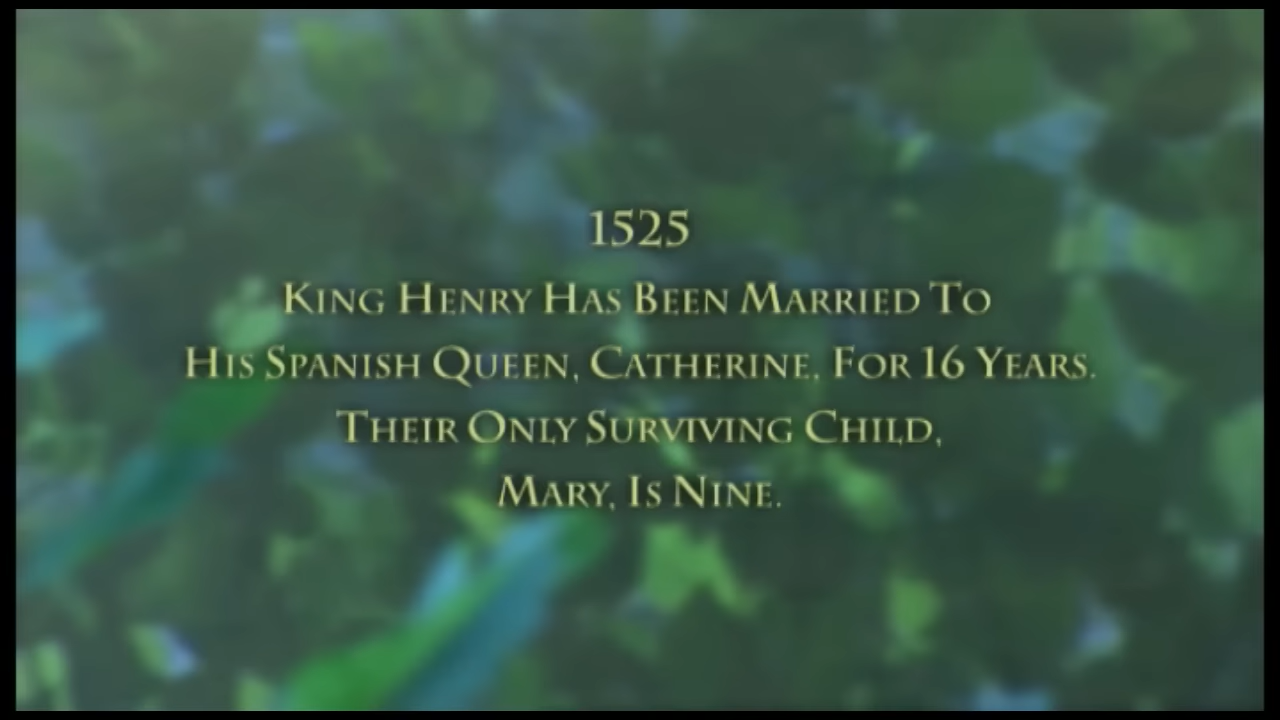 1525
King Henry Has Been Married To
His Spanish Queen, Catherine, For 16 Years.
Their Only Surviving Child,
Mary, Is Nine.